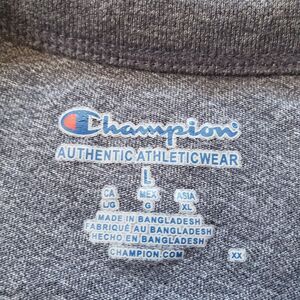 Champion
AUTHENTIC ATHLETICWEAR
L
CA MEX ASIA
L/G G XL
MADE IN BANGLADESH
FABRIQUÉ AU BANGLADESH
HECHO EN BANGLADESH
CHAMPION.COM
XX